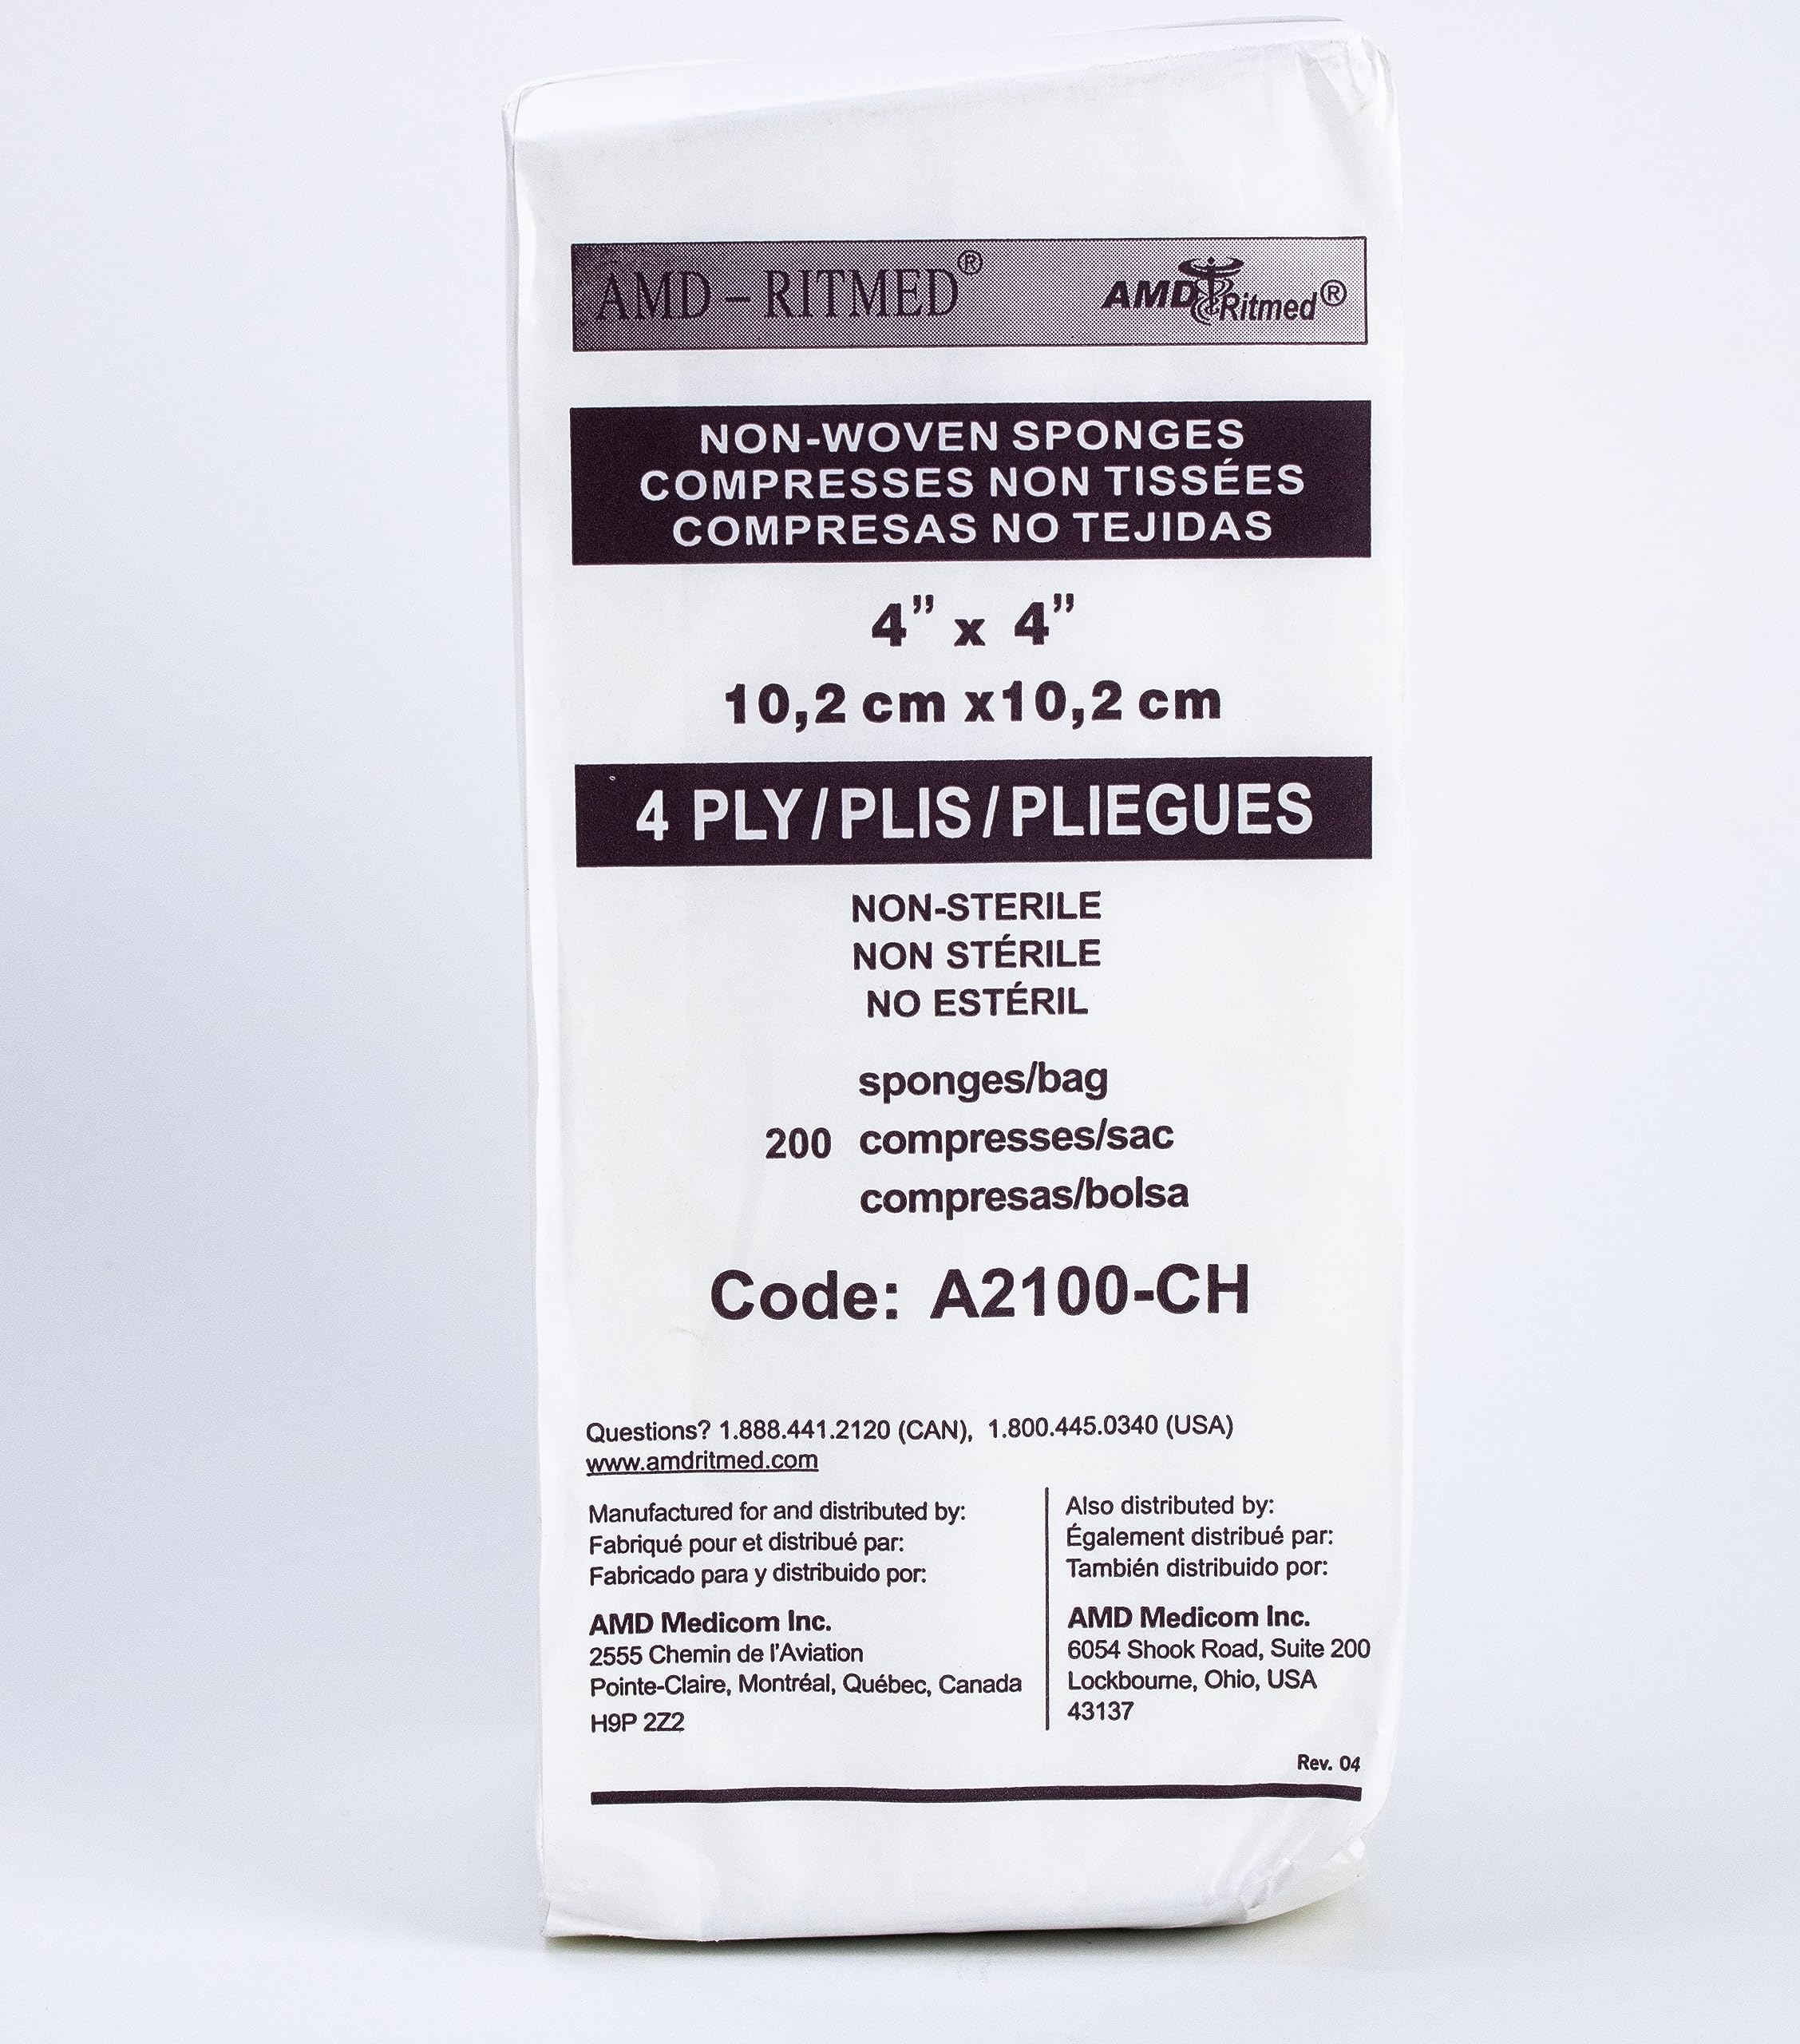 AMD – RITMED®
AMD Ritmed®
NON-WOVEN SPONGES
COMPRESSES NON TISSÉES
COMPRESAS NO TEJIDAS
4” x 4”
10,2 cm x10,2 cm
4 PLY/PLIS/PLIEGUES
NON-STERILE
NON STÉRILE
NO ESTÉRIL
sponges/bag
200 compresses/sac
compresas/bolsa
Code: A2100-CH
Questions? 1.888.441.2120 (CAN), 1.800.445.0340 (USA)
www.amdritmed.com
Manufactured for and distributed by:
Fabriqué pour et distribué par:
Fabricado para y distribuido por:
AMD Medicom Inc.
2555 Chemin de l’Aviation
Pointe-Claire, Montréal, Québec, Canada
H9P 2Z2
Also distributed by:
Également distribué par:
También distribuido por:
AMD Medicom Inc.
6054 Shook Road, Suite 200
Lockbourne, Ohio, USA
43137
Rev. 04